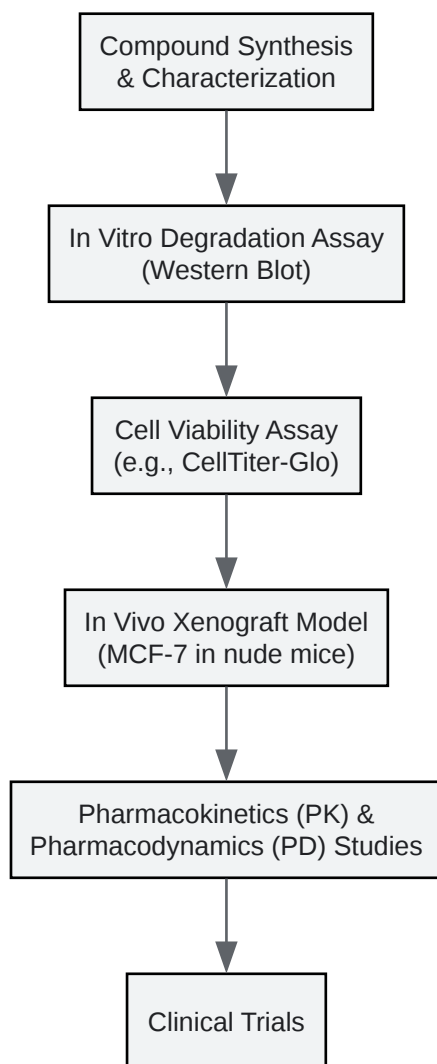 Compound Synthesis
& Characterization
In Vitro Degradation Assay
(Western Blot)
Cell Viability Assay
(e.g., CellTiter-Glo)
In Vivo Xenograft Model
(MCF-7 in nude mice)
Pharmacokinetics (PK) &
Pharmacodynamics (PD) Studies
Clinical Trials